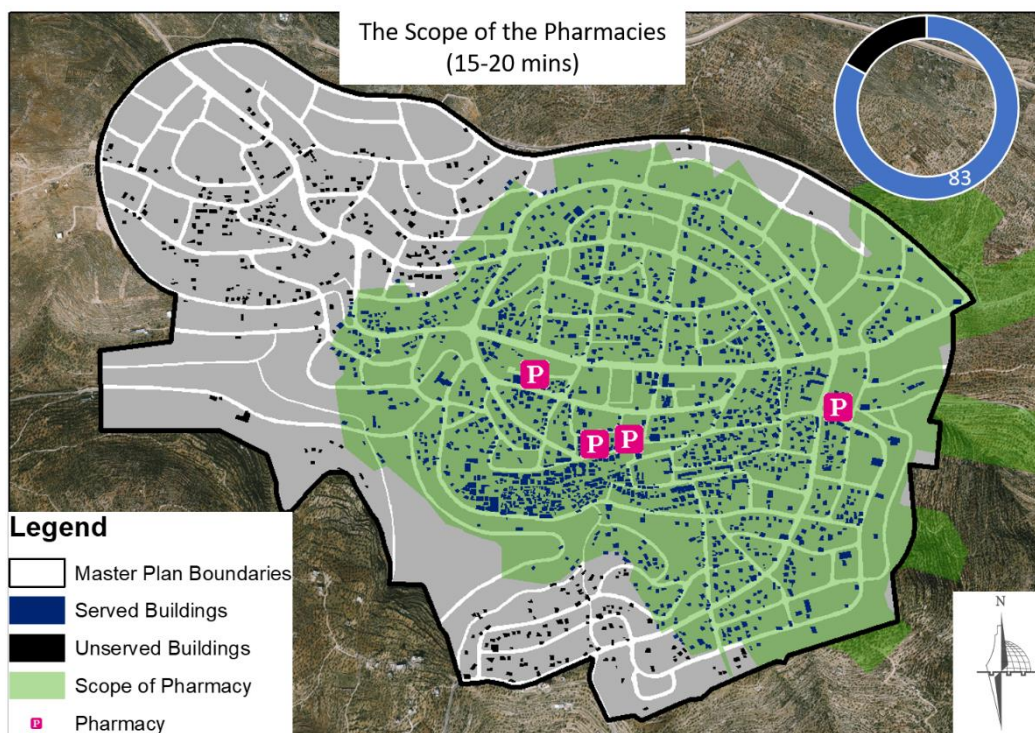 The Scope of the Pharmacies
(15-20 mins)
83
P
P
P
P
Legend
Master Plan Boundaries
Served Buildings
Unserved Buildings
Scope of Pharmacy
P Pharmacy
N